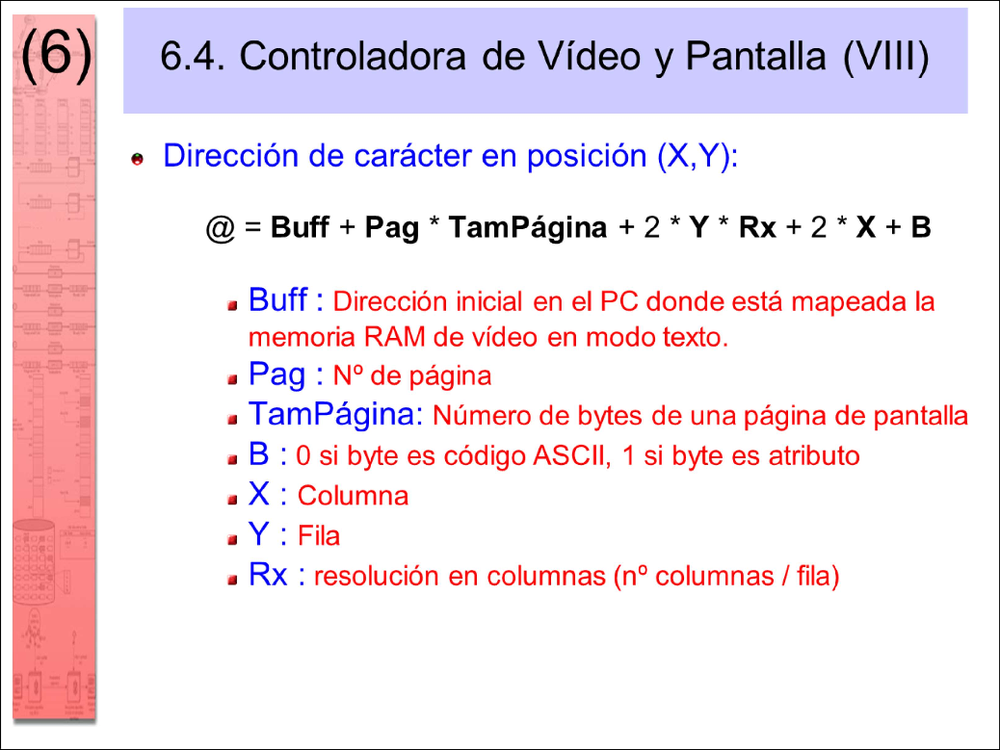 (6)
6.4. Controladora de Vídeo y Pantalla (VIII)
Dirección de carácter en posición (X,Y):
@ = Buff + Pag * TamPágina + 2 * Y * Rx + 2 * X + B
Buff : Dirección inicial en el PC donde está mapeada la
memoria RAM de vídeo en modo texto.
Pag : Nº de página
TamPágina: Número de bytes de una página de pantalla
B : 0 si byte es código ASCII, 1 si byte es atributo
X : Columna
Y : Fila
Rx : resolución en columnas (nº columnas / fila)